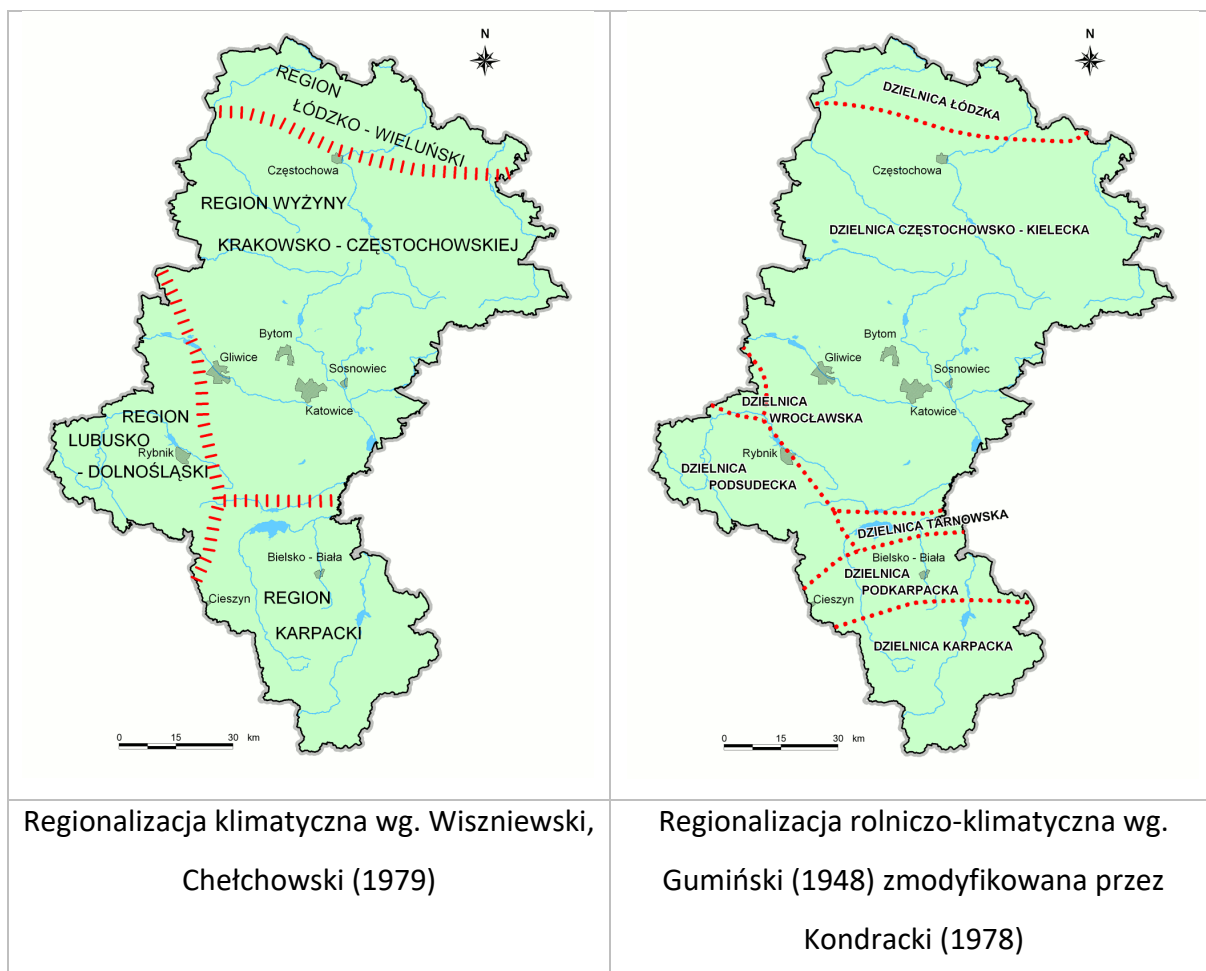 N
REGION
ŁÓDZKO - WIELUŃSKI
Częstochowa
REGION WYŻYNY
KRAKOWSKO - CZĘSTOCHOWSKIEJ
Bytom
Gliwice
Sosnowiec
Katowice
REGION
LUBUSKO
- DOLNOŚLĄSKI
Rybnik
Bielsko - Biała
Cieszyn
REGION
KARPACKI
0 15 30 km
Regionalizacja klimatyczna wg. Wiszniewski,
Chełchowski (1979)
N
DZIELNICA ŁÓDZKA
Częstochowa
DZIELNICA CZĘSTOCHOWSKO - KIELECKA
Bytom
Gliwice
Sosnowiec
Katowice
DZIELNICA
WROCŁAWSKA
Rybnik
DZIELNICA
PODSUDECKA
DZIELNICA TARNOWSKA
Bielsko - Biała
DZIELNICA
PODKARPACKA
Cieszyn
DZIELNICA KARPACKA
0 15 30 km
Regionalizacja rolniczo-klimatyczna wg.
Gumiński (1948) zmodyfikowana przez
Kondracki (1978)